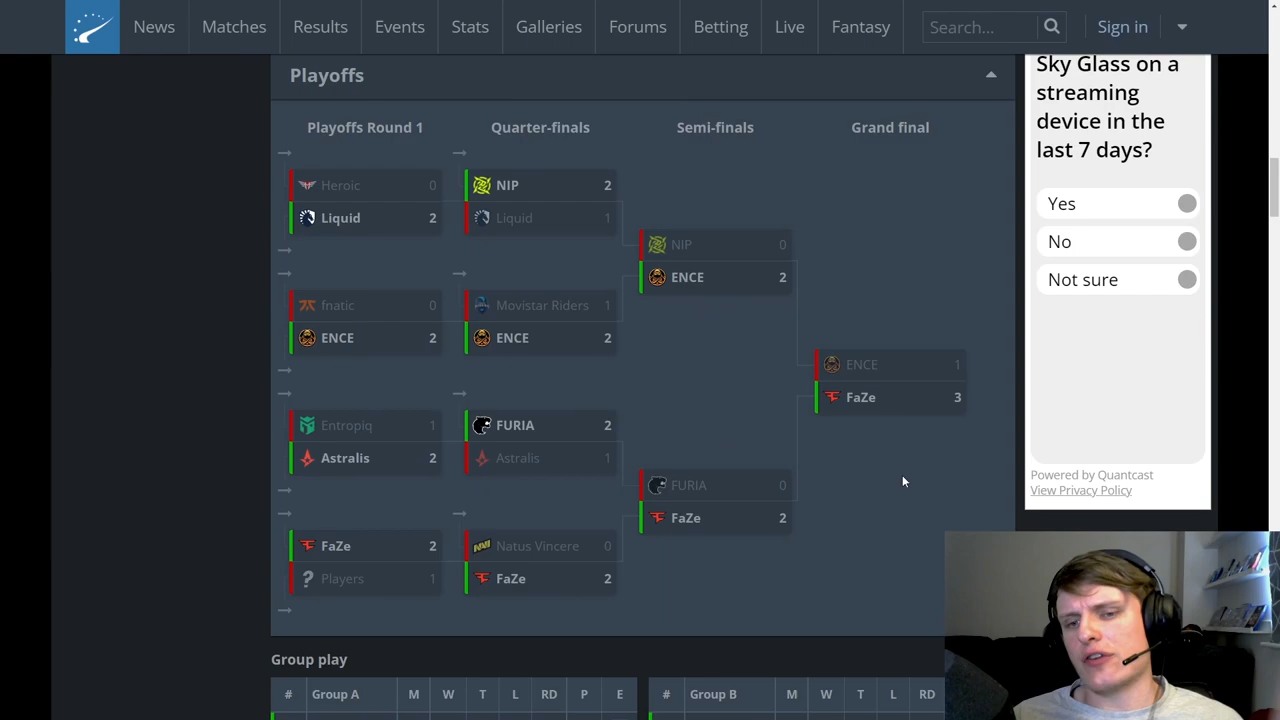 News Matches Results Events Stats Galleries Forums Betting Live Fantasy Search... Sign in
Playoffs
Playoffs Round 1 Quarter-finals Semi-finals Grand final
Heroic 0
Liquid 2
fnatic 0
ENCE 2
Entropiq 1
Astralis 2
FaZe 2
? Players 1
NIP 2
Liquid 1
Movistar Riders 1
ENCE 2
FURIA 2
Astralis 1
Natus Vincere 0
FaZe 2
NIP 0
ENCE 2
FURIA 0
FaZe 2
ENCE 1
FaZe 3
Group play
# Group A M W T L RD P E
# Group B M W T L RD
Sky Glass on a
streaming
device in the
last 7 days?
Yes
No
Not sure
Powered by Quantcast
View Privacy Policy